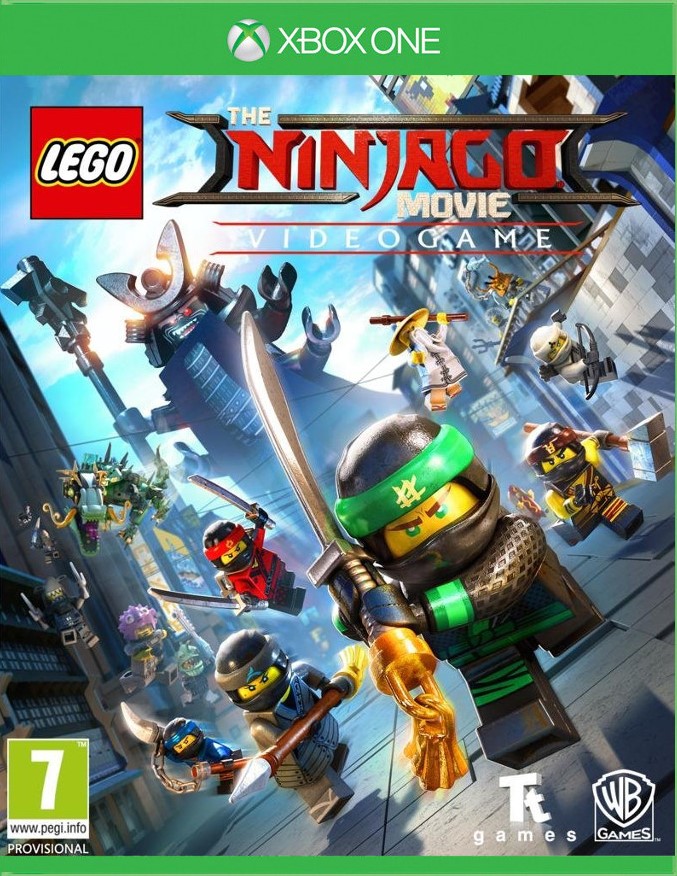 XBOX ONE
LEGO
THE
NINJAGO
MOVIE
VIDEOGAME
7
www.pegi.info
PROVISIONAL
Tt
games
WB
GAMES